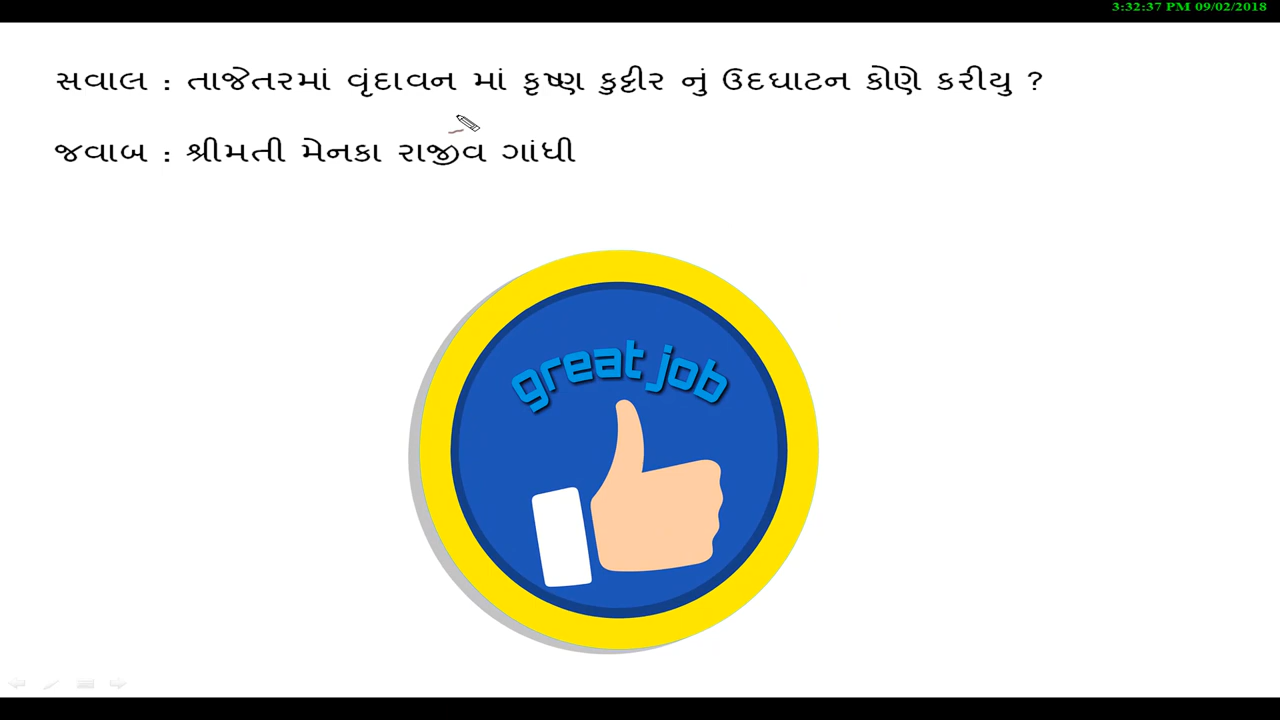 3:32:37 PM 09/02/2018
સવાલ : તાજેતરમાં વૃંદાવન માં કૃષ્ણ કુટ્ટીર નું ઉદઘાટન કોણે કરીયુ ?
જવાબ : શ્રીમતી મેનકા રાજીવ ગાંધી
great job